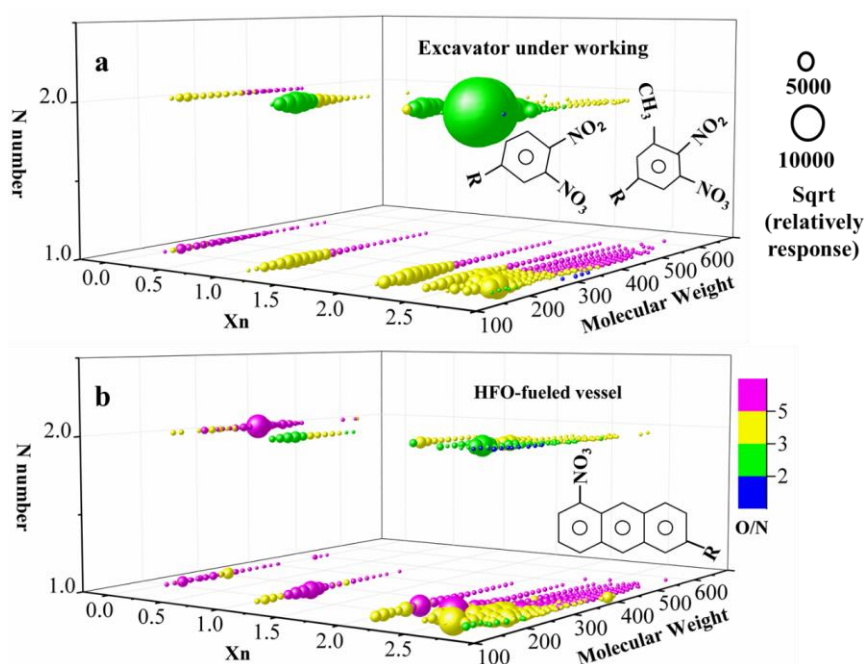 a
Excavator under working
N number
2.0
1.0
0.0
0.5
1.0
1.5
2.0
2.5
Xn
100
200
300
400
500
600
Molecular Weight
R
NO2
NO3
CH3
R
NO2
NO3
5000
10000
Sqrt
(relatively
response)
b
HFO-fueled vessel
N number
2.0
1.0
0.0
0.5
1.0
1.5
2.0
2.5
Xn
100
200
300
400
500
600
Molecular Weight
NO3
R
5
3
2
O/N